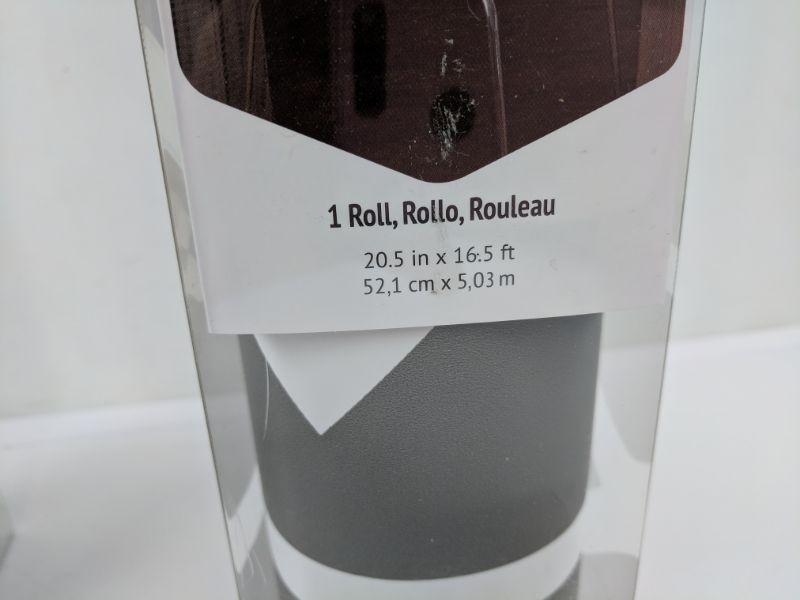 1 Roll, Rollo, Rouleau
20.5 in x 16.5 ft
52,1 cm x 5,03 m